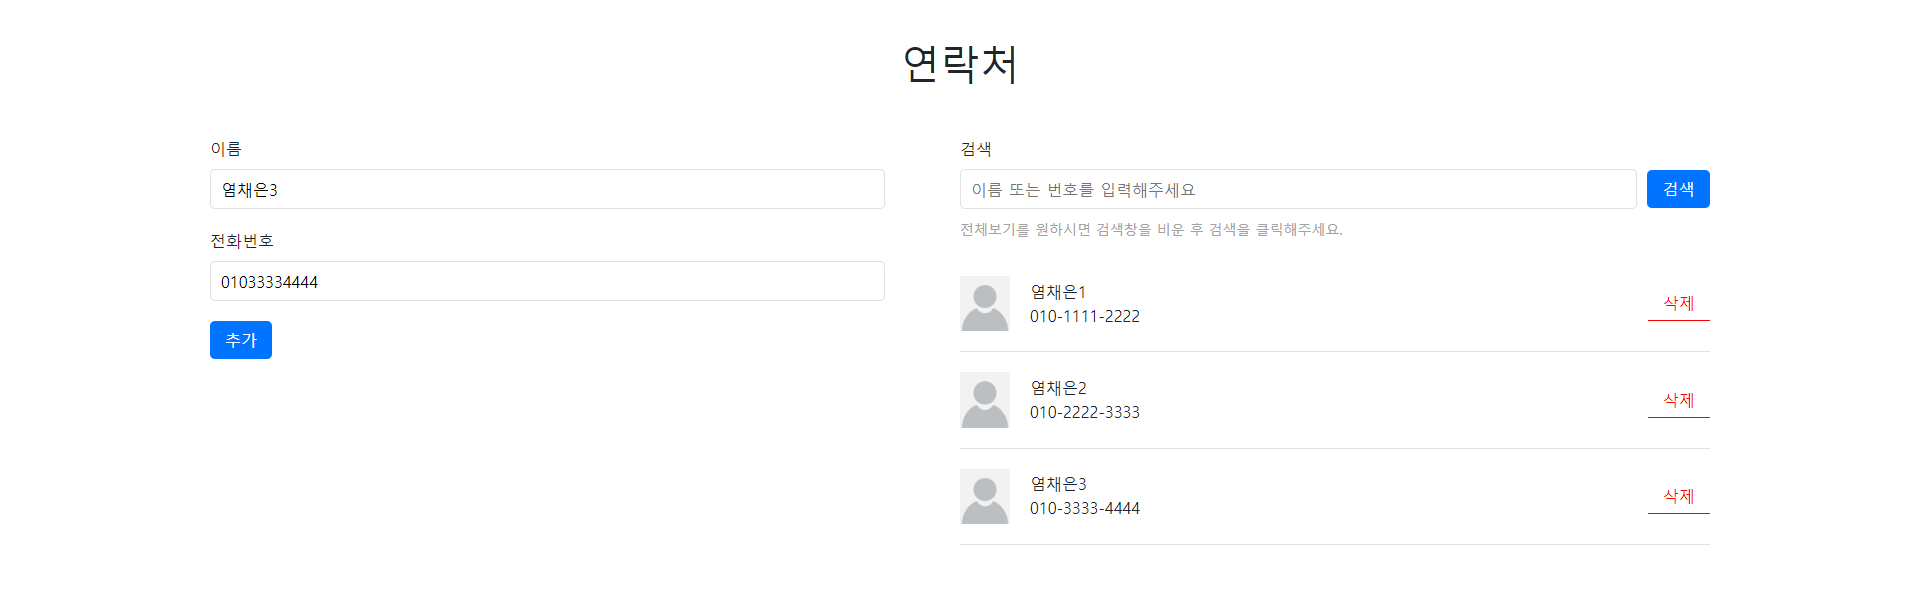 연락처
이름
염채은3
전화번호
01033334444
추가
검색
이름 또는 번호를 입력해주세요
검색
전체보기를 원하시면 검색창을 비운 후 검색을 클릭해주세요.
염채은1
010-1111-2222
삭제
염채은2
010-2222-3333
삭제
염채은3
010-3333-4444
삭제